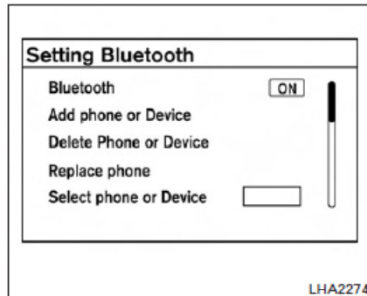 Setting Bluetooth
Bluetooth ON
Add phone or Device
Delete Phone or Device
Replace phone
Select phone or Device
LHA2274